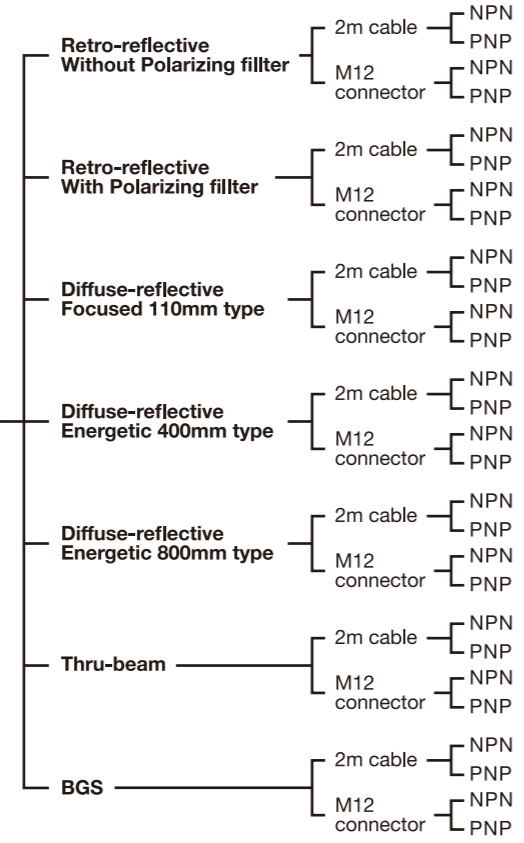 Retro-reflective
Without Polarizing fillter
2m cable
NPN
PNP
M12
connector
NPN
PNP
Retro-reflective
With Polarizing fillter
2m cable
NPN
PNP
M12
connector
NPN
PNP
Diffuse-reflective
Focused 110mm type
2m cable
NPN
PNP
M12
connector
NPN
PNP
Diffuse-reflective
Energetic 400mm type
2m cable
NPN
PNP
M12
connector
NPN
PNP
Diffuse-reflective
Energetic 800mm type
2m cable
NPN
PNP
M12
connector
NPN
PNP
Thru-beam
2m cable
NPN
PNP
M12
connector
NPN
PNP
BGS
2m cable
NPN
PNP
M12
connector
NPN
PNP